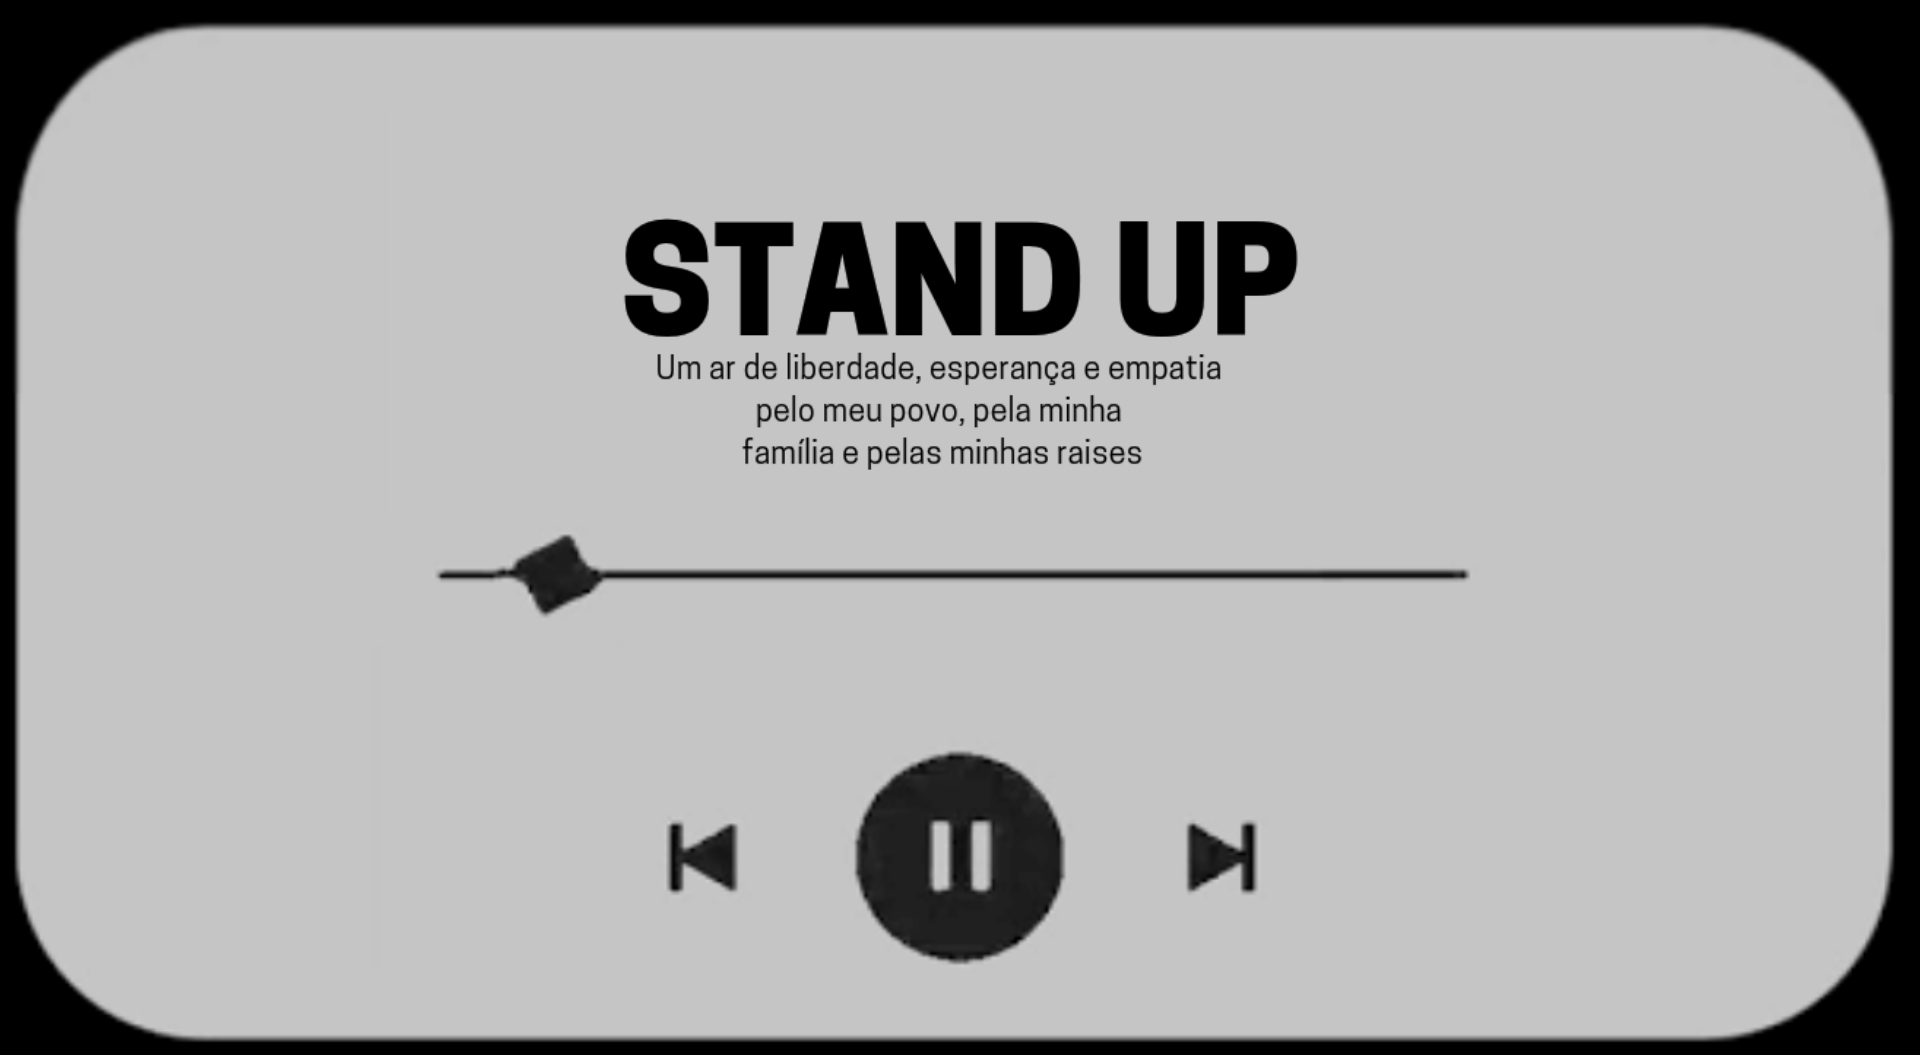 STAND UP
Um ar de liberdade, esperança e empatia
pelo meu povo, pela minha
família e pelas minhas raises